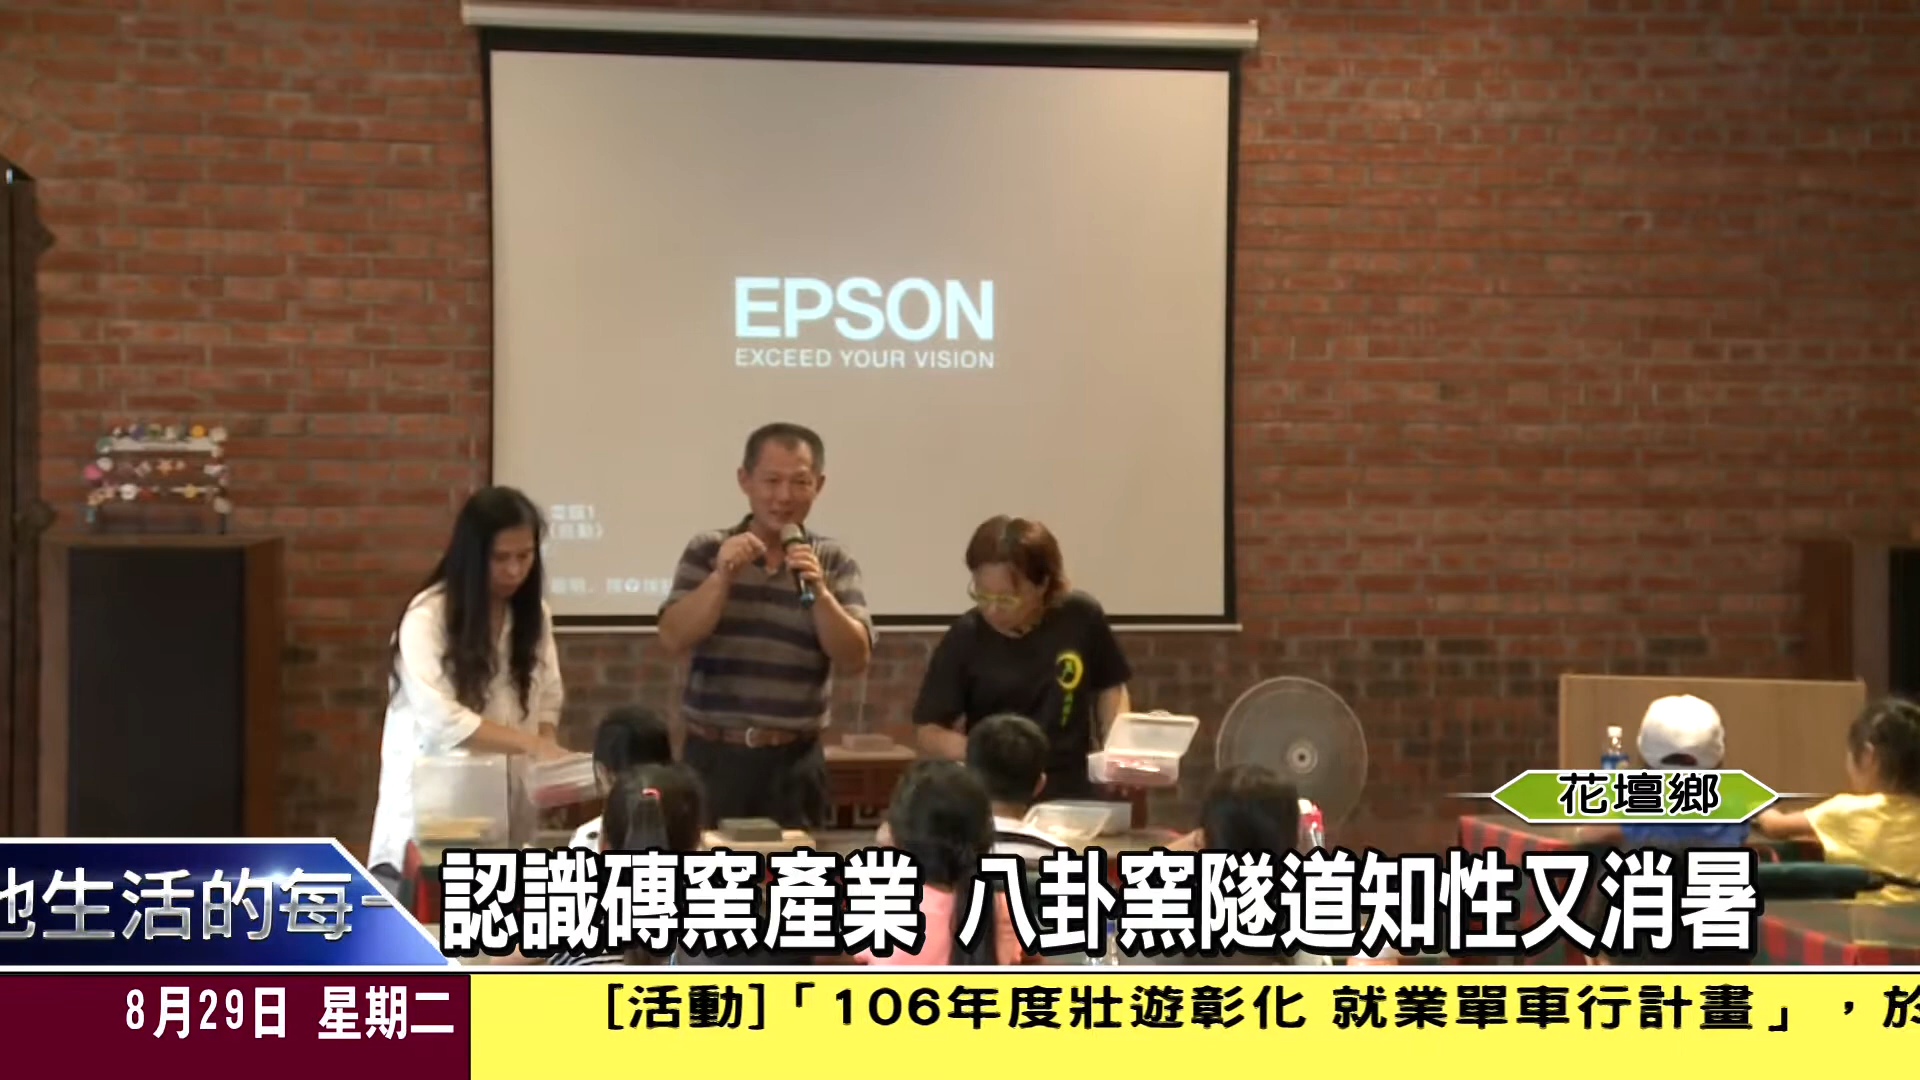 EPSON
EXCEED YOUR VISION
花壇鄉
生活的每
認識磚窯產業 八卦窯隧道知性又消暑
8月29日 星期二
[活動]「106年度壯遊彰化 就業單車行計畫」，於